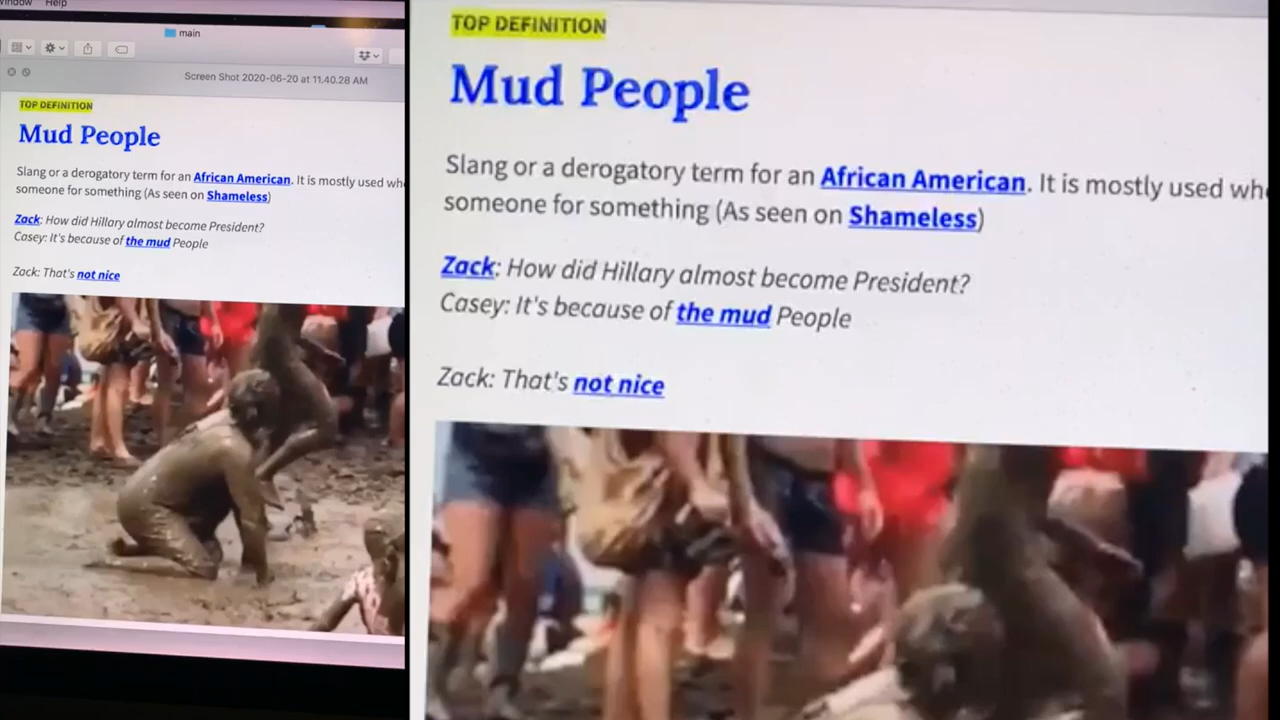 Window Help
main
Screen Shot 2020-06-20 at 11.40.28 AM
TOP DEFINITION
Mud People
Slang or a derogatory term for an African American. It is mostly used
someone for something (As seen on Shameless)
Zack: How did Hillary almost become President?
Casey: It's because of the mud People
Zack: That's not nice
TOP DEFINITION
Mud People
Slang or a derogatory term for an African American. It is mostly used
someone for something (As seen on Shameless)
Zack: How did Hillary almost become President?
Casey: It's because of the mud People
Zack: That's not nice